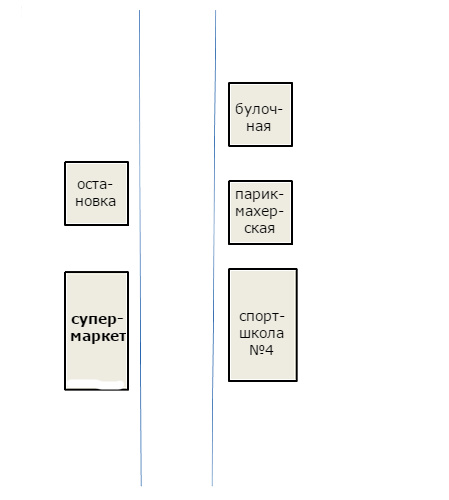 булоч-
ная
оста-
новка
парик-
махер-
ская
супер-
маркет
спорт-
школа
№4